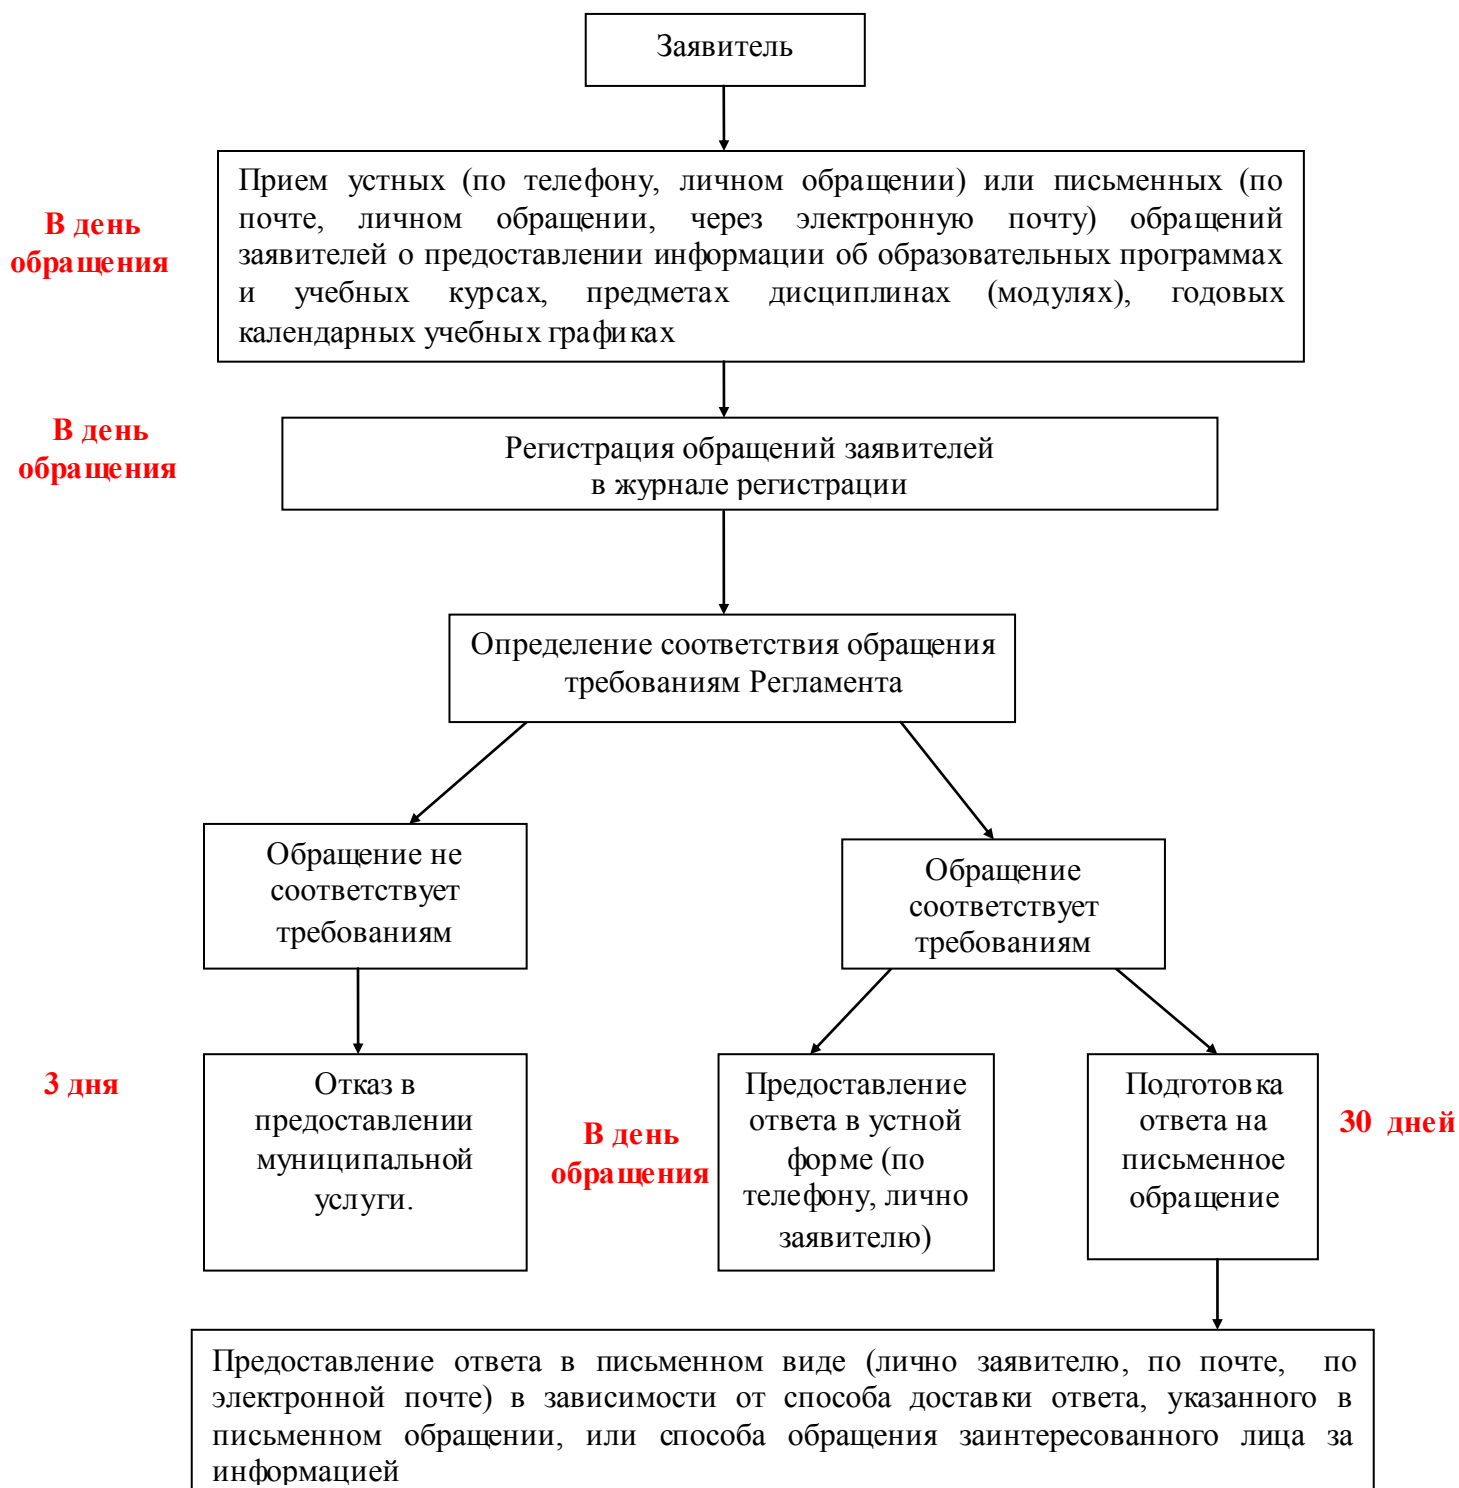 Заявитель
Прием устных (по телефону, личном обращении) или письменных (по
почте, личном обращении, через электронную почту) обращений
заявителей о предоставлении информации об образовательных программах
и учебных курсах, предметах дисциплинах (модулях), годовых
календарных учебных графиках
В день
обращения
Регистрация обращений заявителей
в журнале регистрации
В день
обращения
Определение соответствия обращения
требованиям Регламента
Обращение не
соответствует
требованиям
Обращение
соответствует
требованиям
3 дня
Отказ в
предоставлении
муниципальной
услуги.
В день
обращения
Предоставление
ответа в устной
форме (по
телефону, лично
заявителю)
Подготовка
ответа на
письменное
обращение
30 дней
Предоставление ответа в письменном виде (лично заявителю, по почте, по
электронной почте) в зависимости от способа доставки ответа, указанного в
письменном обращении, или способа обращения заинтересованного лица за
информацией